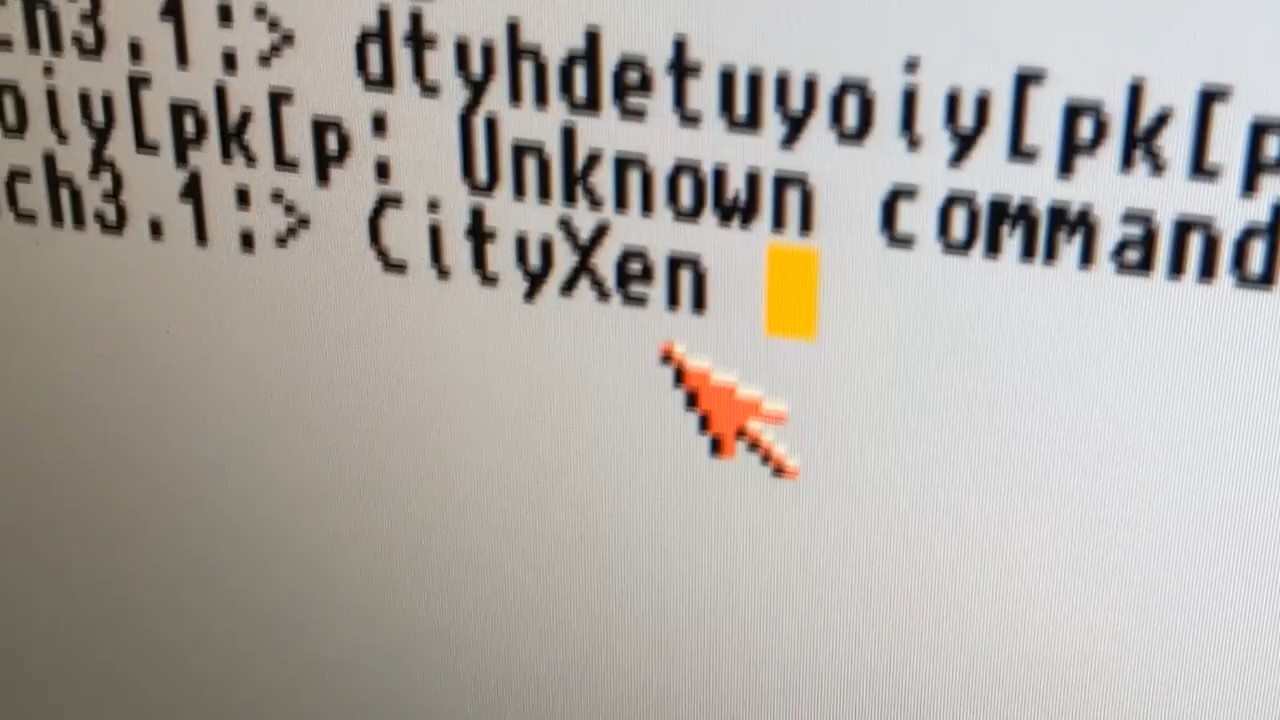 ch3.1:> dtyhdetuyoiy[pk[p
oiy[pk[p: Unknown command
ch3.1:> CityXen